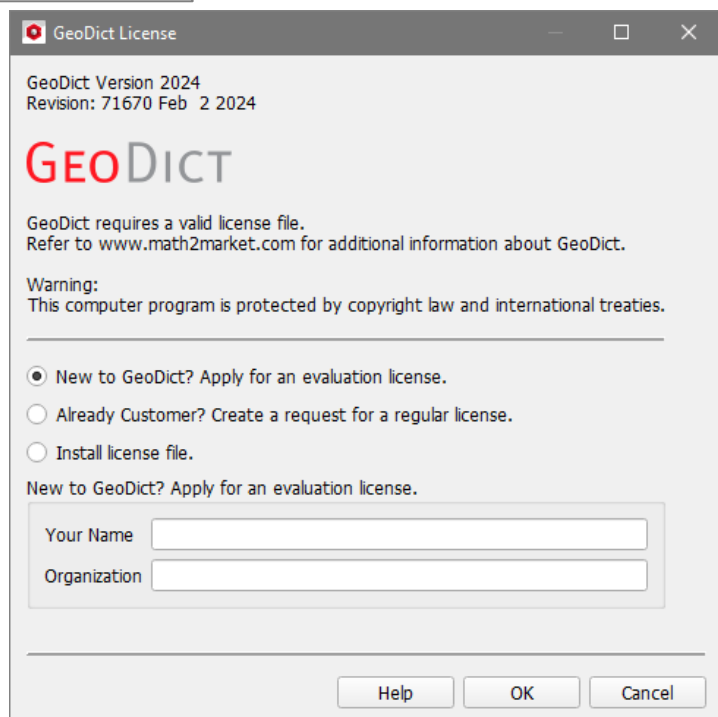 GeoDict License
GeoDict Version 2024
Revision: 71670 Feb 2 2024
GEODICT
GeoDict requires a valid license file.
Refer to www.math2market.com for additional information about GeoDict.
Warning:
This computer program is protected by copyright law and international treaties.
New to GeoDict? Apply for an evaluation license.
Already Customer? Create a request for a regular license.
Install license file.
New to GeoDict? Apply for an evaluation license.
Your Name
Organization
Help OK Cancel